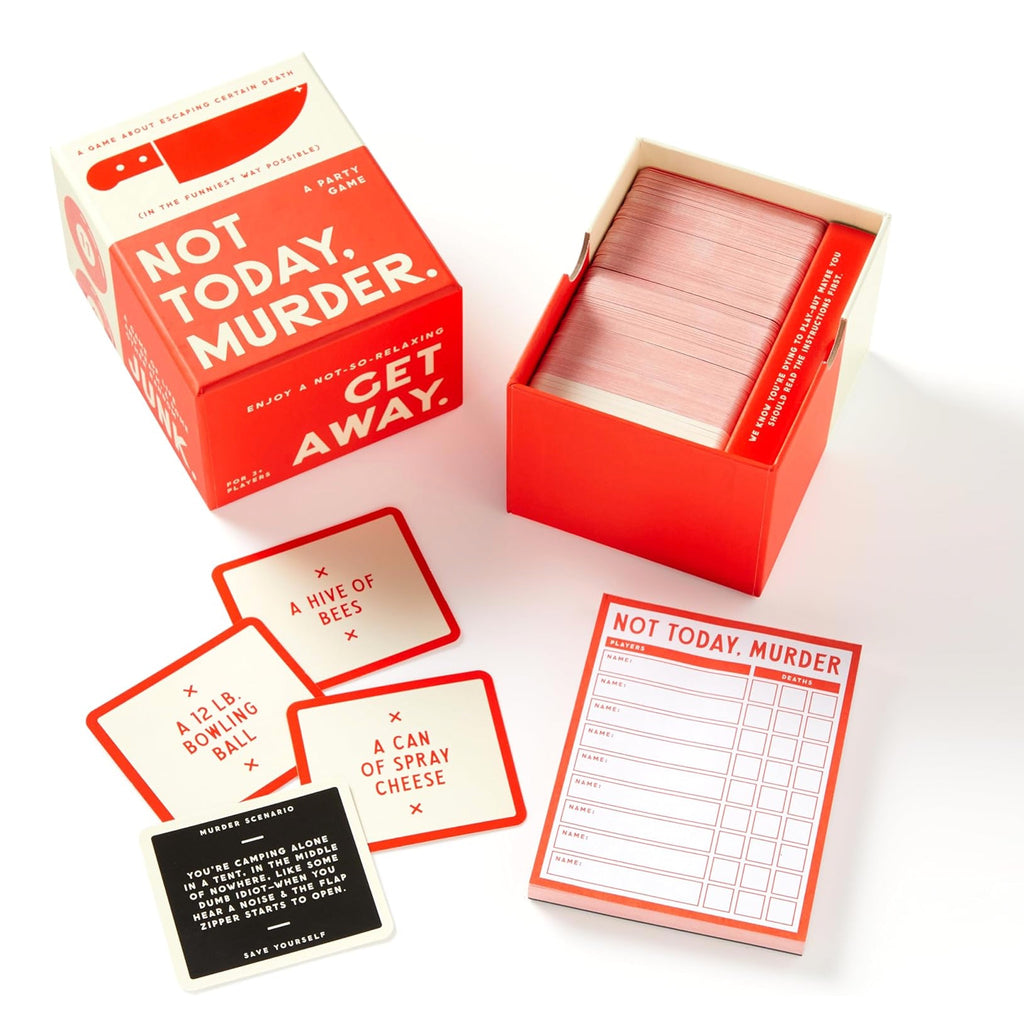 A GAME ABOUT ESCAPING CERTAIN DEATH
(IN THE FUNNIEST WAY POSSIBLE)
A PARTY
GAME
NOT
TODAY,
MURDER.
ENJOY A NOT-SO-RELAXING
GET
AWAY.
FOR 3+
PLAYERS
JUNK.
WE KNOW YOU'RE DYING TO PLAY—BUT MAYBE YOU
SHOULD READ THE INSTRUCTIONS FIRST.
A HIVE OF
BEES
A 12 LB.
BOWLING
BALL
A CAN
OF SPRAY
CHEESE
MURDER SCENARIO
YOU'RE CAMPING ALONE
IN A TENT, IN THE MIDDLE
OF NOWHERE, LIKE SOME
DUMB IDIOT—WHEN YOU
HEAR A NOISE & THE FLAP
ZIPPER STARTS TO OPEN.
SAVE YOURSELF
NOT TODAY, MURDER
PLAYERS
DEATHS
NAME:
NAME:
NAME:
NAME:
NAME:
NAME:
NAME:
NAME:
NAME: